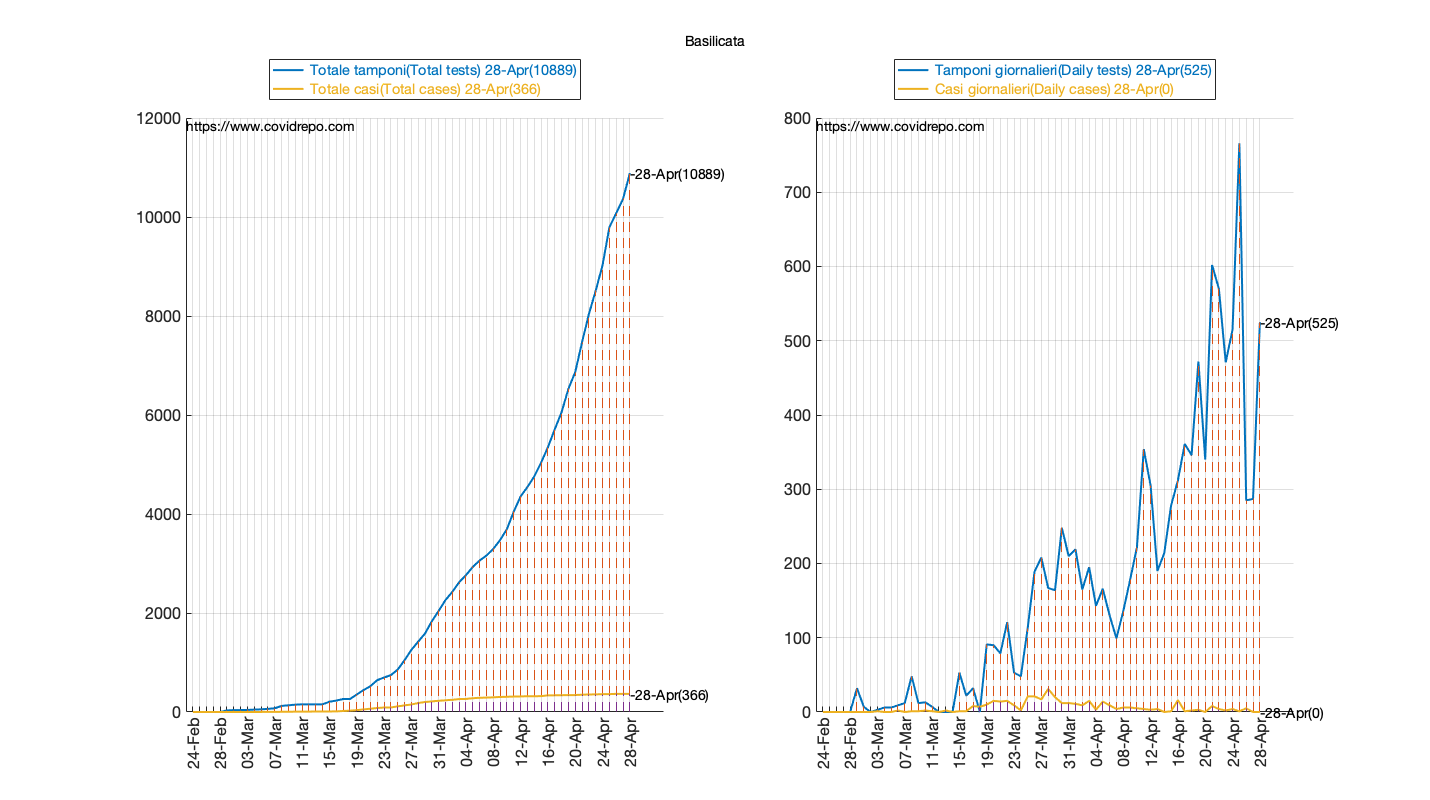 Basilicata
Totale tamponi(Total tests) 28-Apr(10889)
Totale casi(Total cases) 28-Apr(366)
https://www.covidrepo.com
12000
10000
8000
6000
4000
2000
0
-28-Apr(10889)
-28-Apr(366)
24-Feb
28-Feb
03-Mar
07-Mar
11-Mar
15-Mar
19-Mar
23-Mar
27-Mar
31-Mar
04-Apr
08-Apr
12-Apr
16-Apr
20-Apr
24-Apr
28-Apr
Tamponi giornalieri(Daily tests) 28-Apr(525)
Casi giornalieri(Daily cases) 28-Apr(0)
https://www.covidrepo.com
800
700
600
500
400
300
200
100
0
-28-Apr(525)
-28-Apr(0)
24-Feb
28-Feb
03-Mar
07-Mar
11-Mar
15-Mar
19-Mar
23-Mar
27-Mar
31-Mar
04-Apr
08-Apr
12-Apr
16-Apr
20-Apr
24-Apr
28-Apr